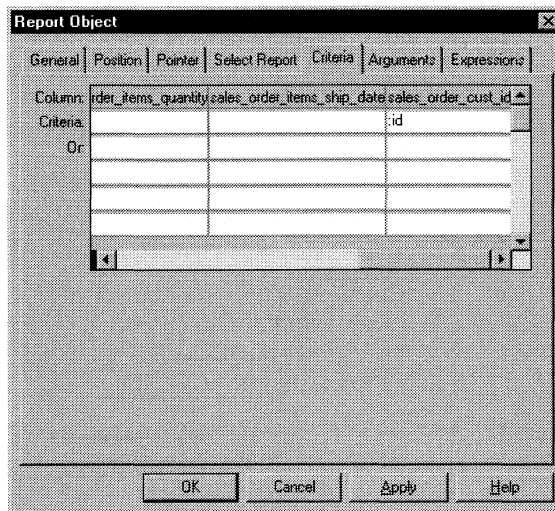 Report Object
General Position Pointer Select Report Criteria Arguments Expressions
Column: rder_items_quantity sales_order_items_ship_date sales_order_cust_id
Criteria: :id
Or:
OK Cancel Apply Help